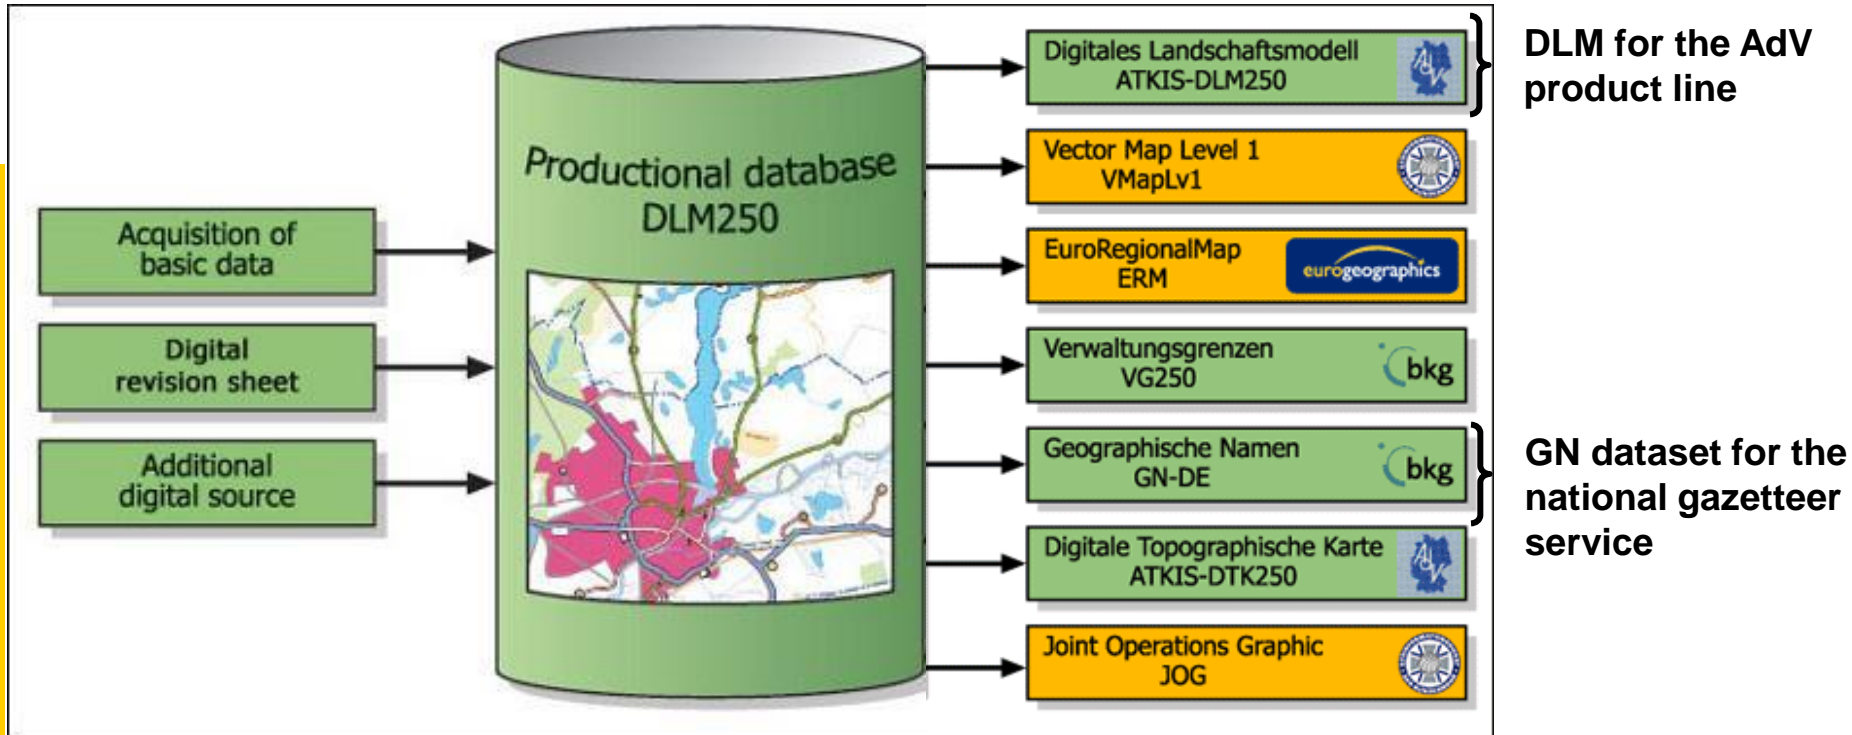 Acquisition of
basic data
Digital
revision sheet
Additional
digital source
Productional database
DLM250
Digitales Landschaftsmodell
ATKIS-DLM250
AdV
Vector Map Level 1
VMapLv1
EuroRegionalMap
ERM
eurogeographics
Verwaltungsgrenzen
VG250
bkg
Geographische Namen
GN-DE
bkg
Digitale Topographische Karte
ATKIS-DTK250
AdV
Joint Operations Graphic
JOG
DLM for the AdV
product line
GN dataset for the
national gazetteer
service